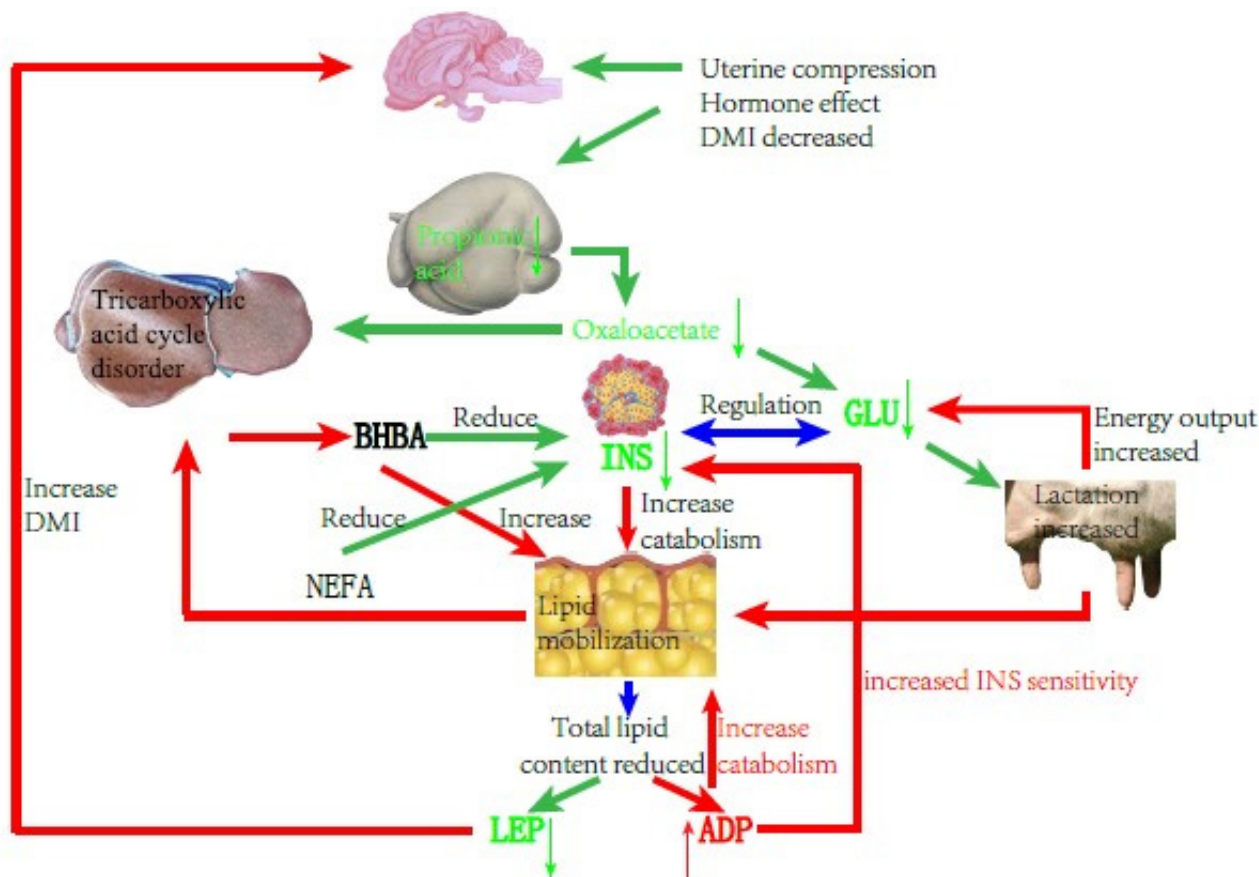 Uterine compression
Hormone effect
DMI decreased
Propionic
acid
Tricarboxylic
acid cycle
disorder
Oxaloacetate
Regulation
GLU
Energy output
increased
BHBA
Reduce
INS
Increase
DMI
Reduce
Increase
Increase
catabolism
Lactation
increased
NEFA
Lipid
mobilization
increased INS sensitivity
Total lipid
content reduced
Increase
catabolism
LEP
ADP